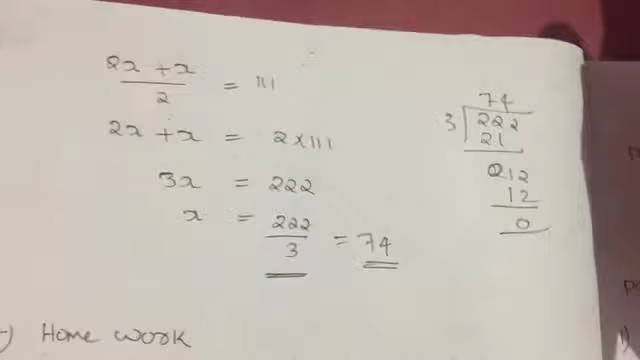 2x + x
2
= 111
2x + x = 2 x 111
3x = 222
x = 222
3
= 74
74
3 222
21
012
12
0
Home work